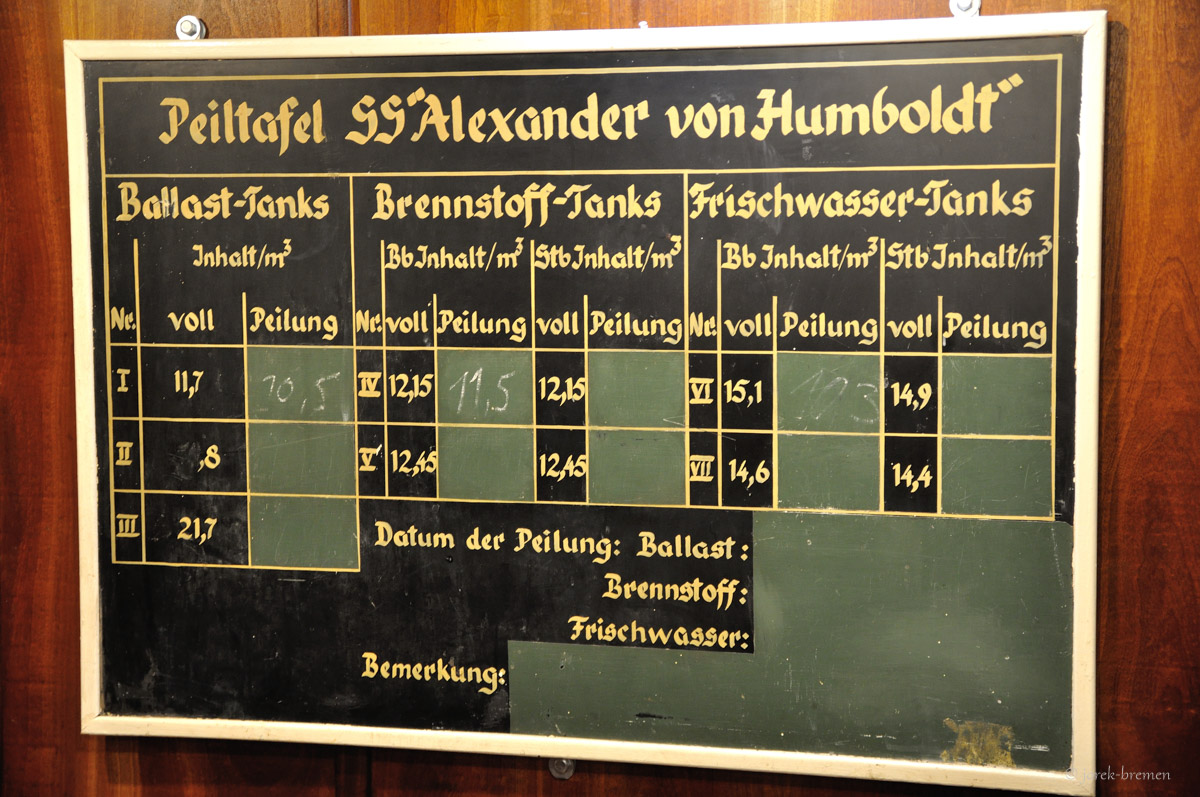 Peiltafel SS "Alexander von Humboldt"
Ballast-Tanks Brennstoff-Tanks Frischwasser-Tanks
Inhalt/m³ Bb Inhalt/m³ Stb Inhalt/m³ Bb Inhalt/m³ Stb Inhalt/m³
Nr. voll Peilung Nr. voll Peilung voll Peilung Nr. voll Peilung voll Peilung
I 11,7 10,5 IV 12,15 11,5 12,15 VI 15,1 14,9
II ,8 V 12,45 12,45 VII 14,6 14,4
III 21,7
Datum der Peilung: Ballast:
Brennstoff:
Frischwasser:
Bemerkung: